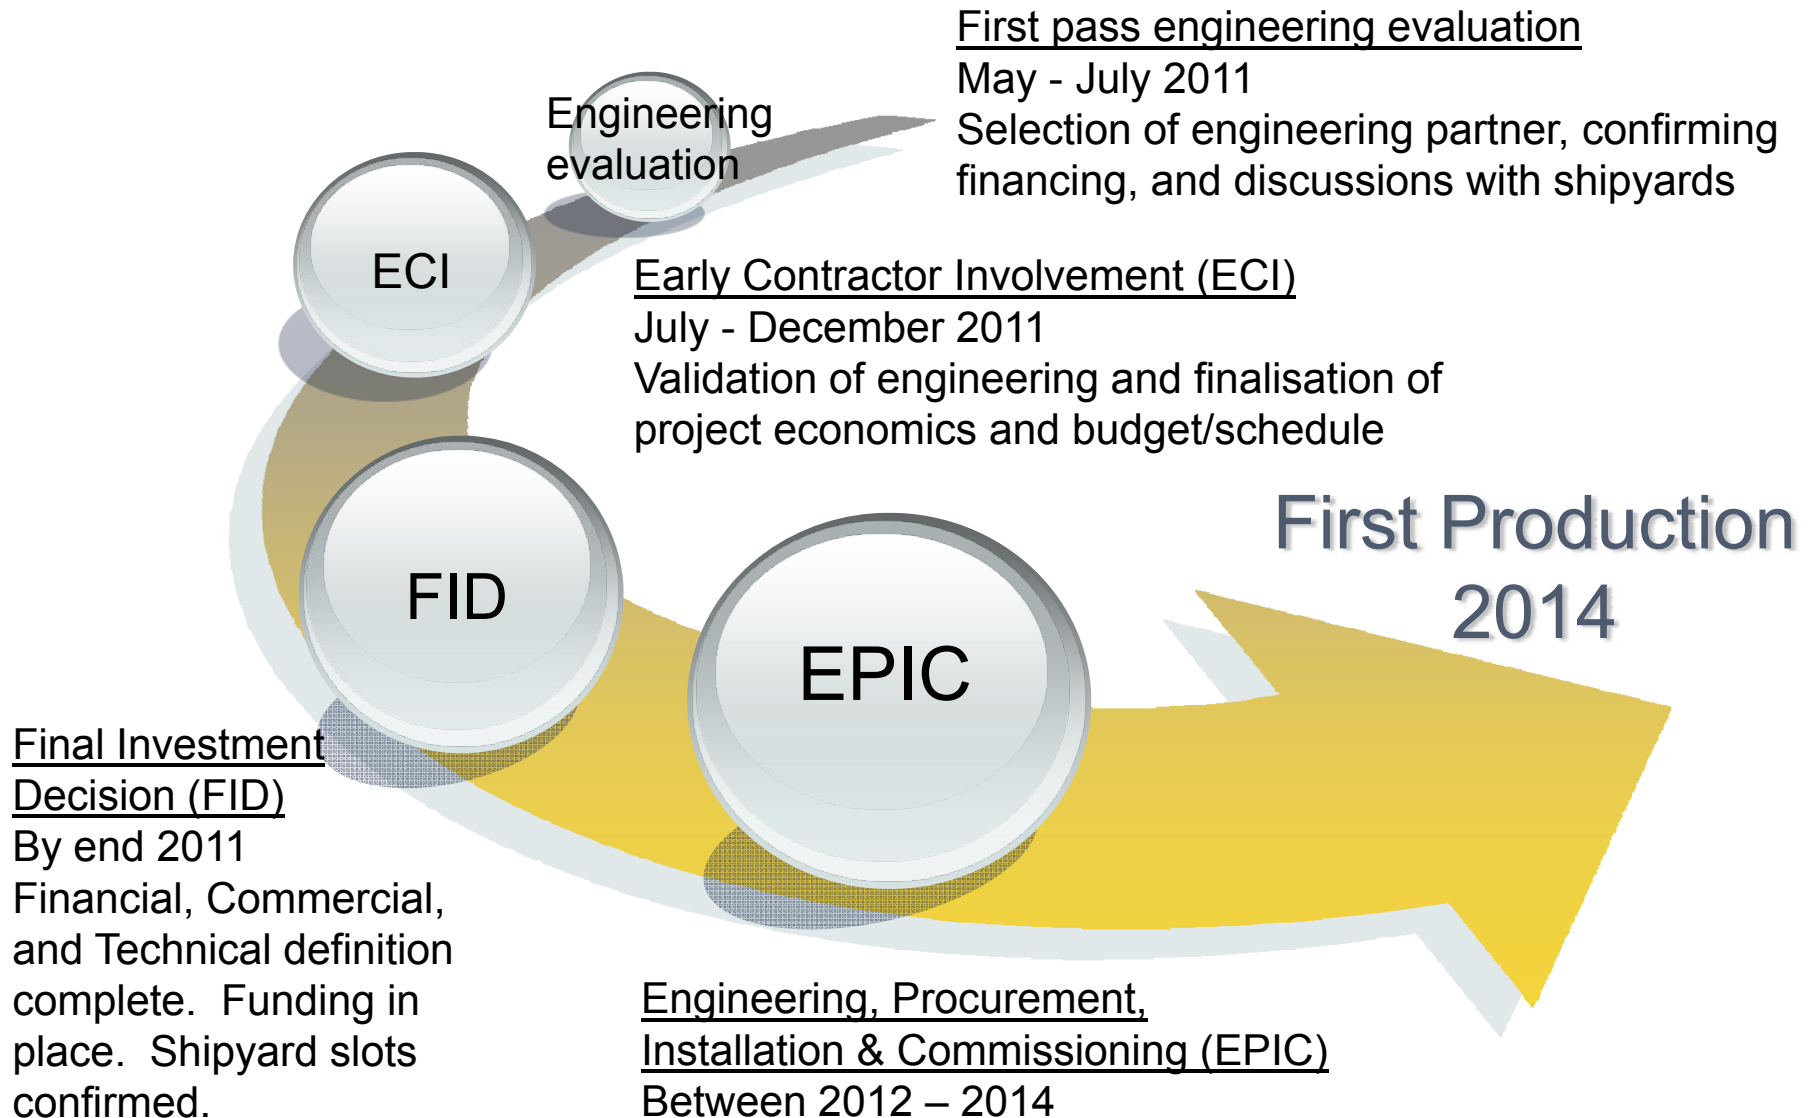 First pass engineering evaluation
May - July 2011
Selection of engineering partner, confirming
financing, and discussions with shipyards
Engineering
evaluation
ECI
Early Contractor Involvement (ECI)
July - December 2011
Validation of engineering and finalisation of
project economics and budget/schedule
First Production
2014
FID
EPIC
Final Investment
Decision (FID)
By end 2011
Financial, Commercial,
and Technical definition
complete.  Funding in
place.  Shipyard slots
confirmed.
Engineering, Procurement,
Installation & Commissioning (EPIC)
Between 2012 – 2014